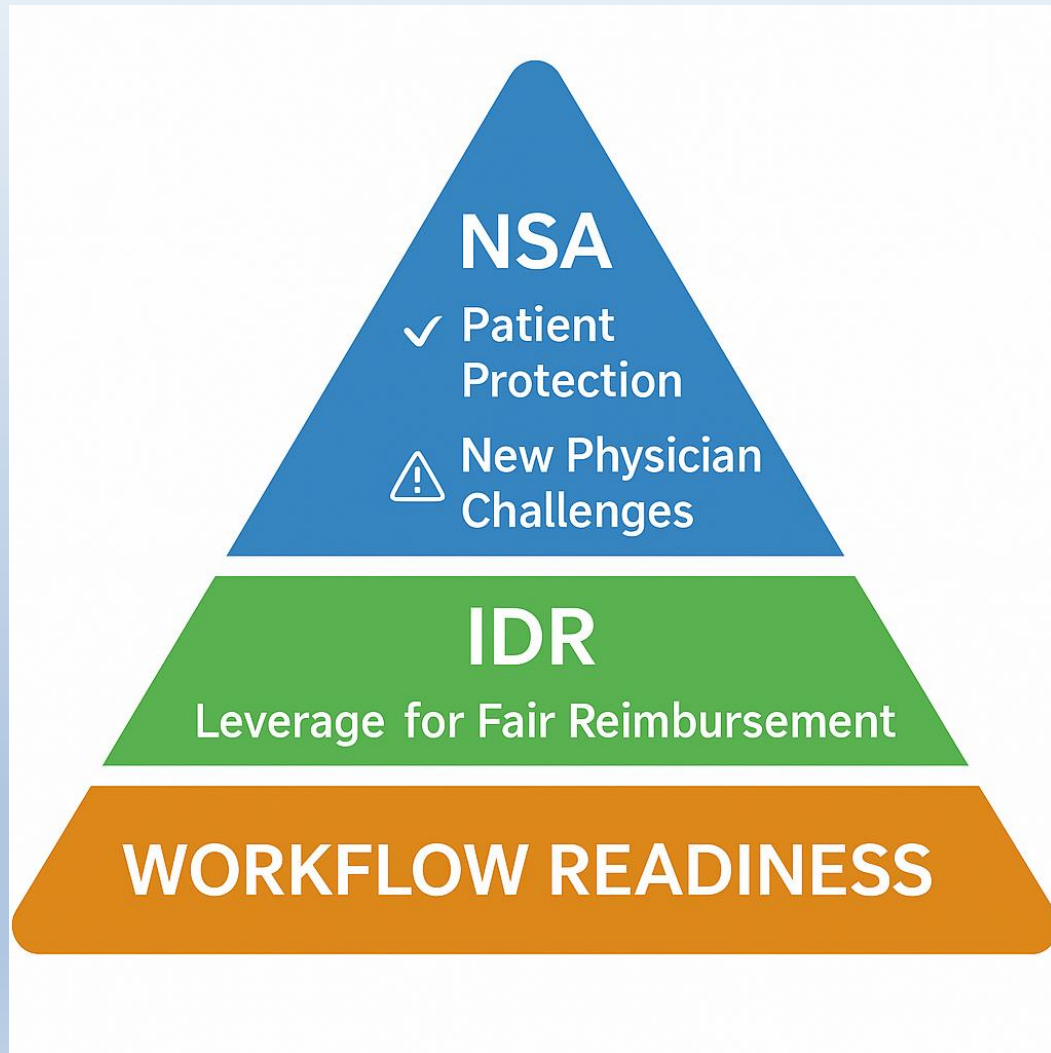 NSA
Patient
Protection
New Physician
Challenges
IDR
Leverage for Fair Reimbursement
WORKFLOW READINESS